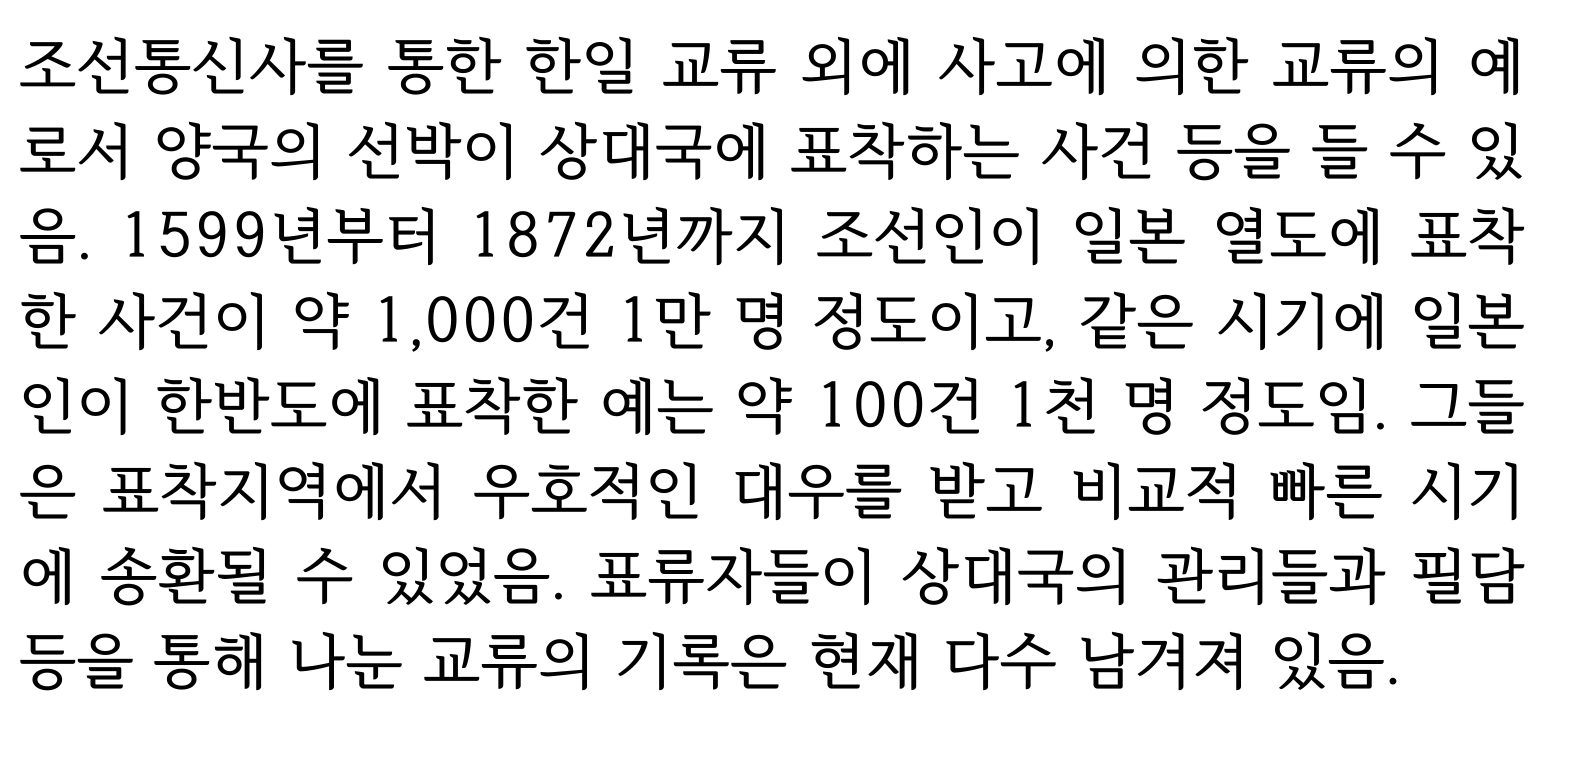 조선통신사를 통한 한일 교류 외에 사고에 의한 교류의 예
로서 양국의 선박이 상대국에 표착하는 사건 등을 들 수 있
음. 1599년부터 1872년까지 조선인이 일본 열도에 표착
한 사건이 약 1,000건 1만 명 정도이고, 같은 시기에 일본
인이 한반도에 표착한 예는 약 100건 1천 명 정도임. 그들
은 표착지역에서 우호적인 대우를 받고 비교적 빠른 시기
에 송환될 수 있었음. 표류자들이 상대국의 관리들과 필담
등을 통해 나눈 교류의 기록은 현재 다수 남겨져 있음.